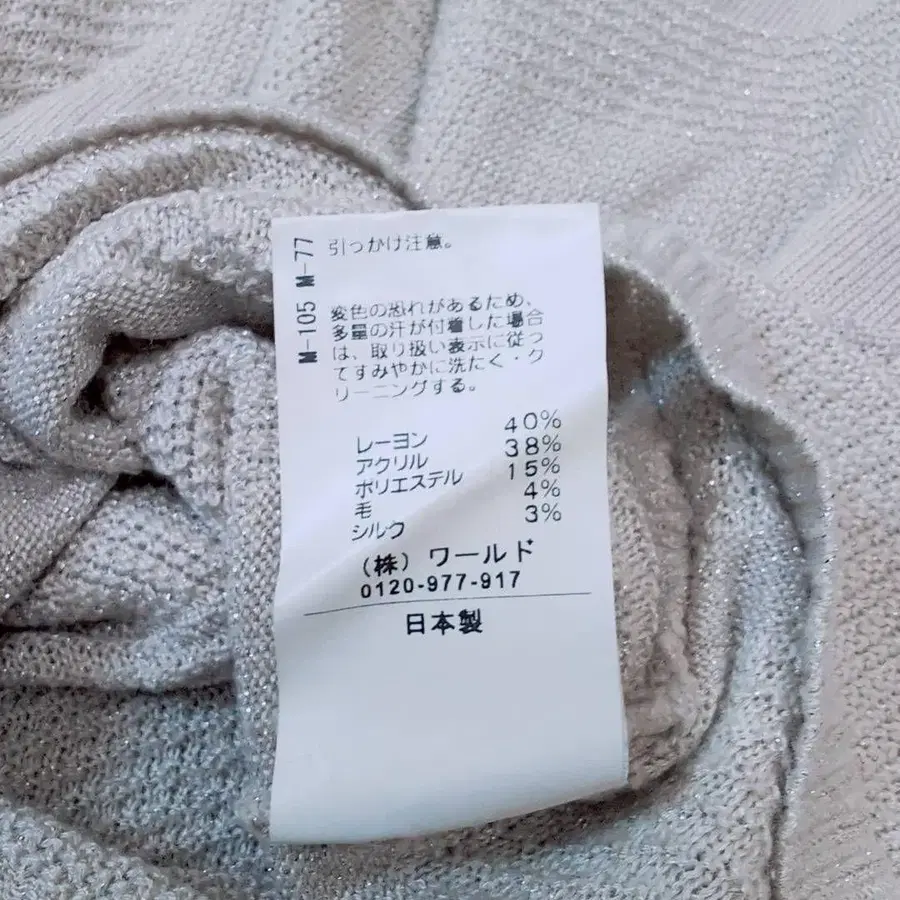 M-105 M-77
引っかけ注意。
変色の恐れがあるため、
多量の汗が付着した場合
は、取り扱い表示に従っ
てすみやかに洗たく・ク
リーニングする。
レーヨン 40%
アクリル 38%
ポリエステル 15%
毛 4%
シルク 3%
(株)ワールド
0120-977-917
日本製